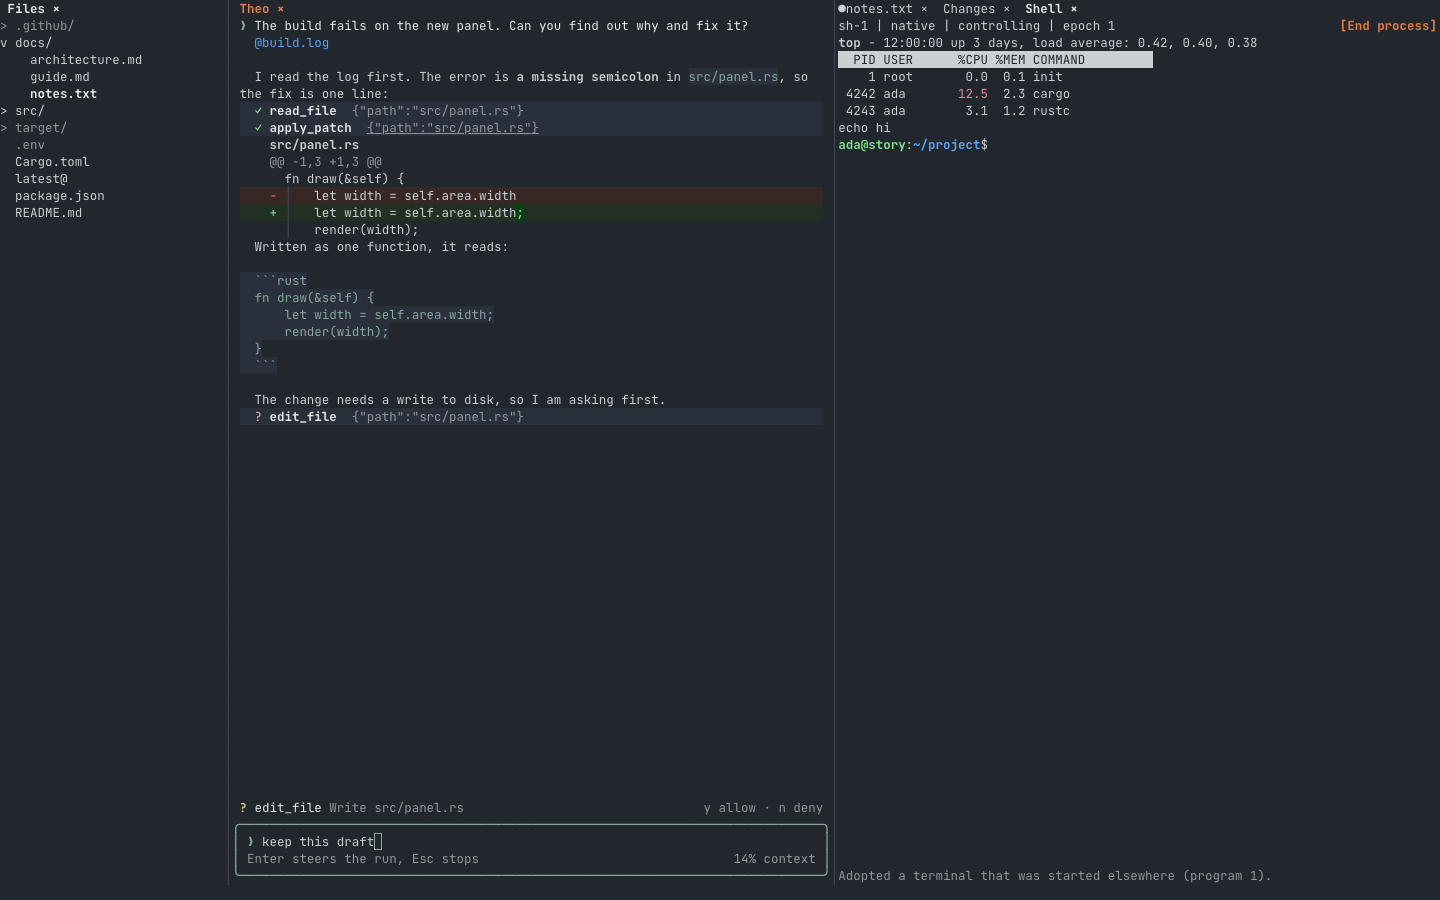 Files ×
> .github/
v docs/
architecture.md
guide.md
notes.txt
> src/
> target/
.env
Cargo.toml
latest@
package.json
README.md
Theo ×
❯ The build fails on the new panel. Can you find out why and fix it?
@build.log
I read the log first. The error is a missing semicolon in src/panel.rs, so
the fix is one line:
✓ read_file {"path":"src/panel.rs"}
✓ apply_patch {"path":"src/panel.rs"}
src/panel.rs
@@ -1,3 +1,3 @@
fn draw(&self) {
- let width = self.area.width
+ let width = self.area.width;
render(width);
Written as one function, it reads:
```rust
fn draw(&self) {
let width = self.area.width;
render(width);
}
```
The change needs a write to disk, so I am asking first.
? edit_file {"path":"src/panel.rs"}
? edit_file Write src/panel.rs y allow · n deny
❯ keep this draft
Enter steers the run, Esc stops 14% context
●notes.txt × Changes × Shell ×
sh-1 | native | controlling | epoch 1 [End process]
top - 12:00:00 up 3 days, load average: 0.42, 0.40, 0.38
PID USER %CPU %MEM COMMAND
1 root 0.0 0.1 init
4242 ada 12.5 2.3 cargo
4243 ada 3.1 1.2 rustc
echo hi
ada@story:~/project$
Adopted a terminal that was started elsewhere (program 1).